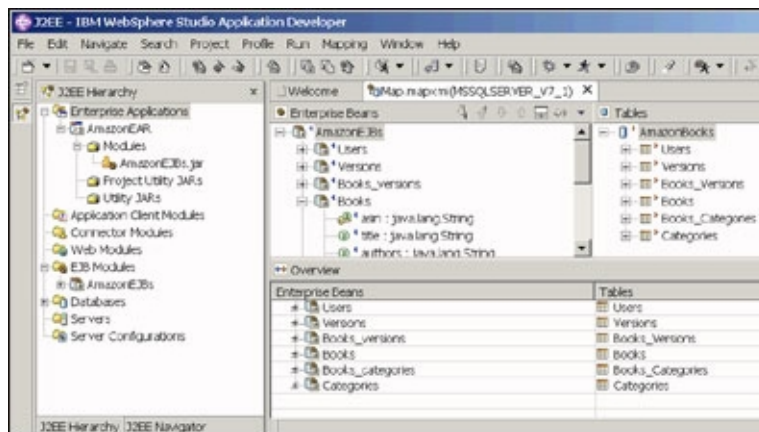 J2EE - IBM WebSphere Studio Application Developer
File Edit Navigate Search Project Profile Run Mapping Window Help
J2EE Hierarchy
Enterprise Applications
AmazonEAR
Modules
AmazonEJBs.jar
Project Utility JARs
Utility JARs
Application Client Modules
Connector Modules
Web Modules
EJB Modules
AmazonEJBs
Databases
Servers
Server Configurations
J2EE Hierarchy J2EE Navigator
Welcome Map.mapxmi(MSSQLSERVER_V7_1)
Enterprise Beans
AmazonEJBs
Users
Versions
Books_versions
Books
asin : java.lang.String
title : java.lang.String
authors : java.lang.String
Tables
AmazonBooks
Users
Versions
Books_Versions
Books
Books_Categories
Categories
Overview
Enterprise Beans Tables
Users Users
Versions Versions
Books_versions Books_Versions
Books Books
Books_categories Books_Categories
Categories Categories